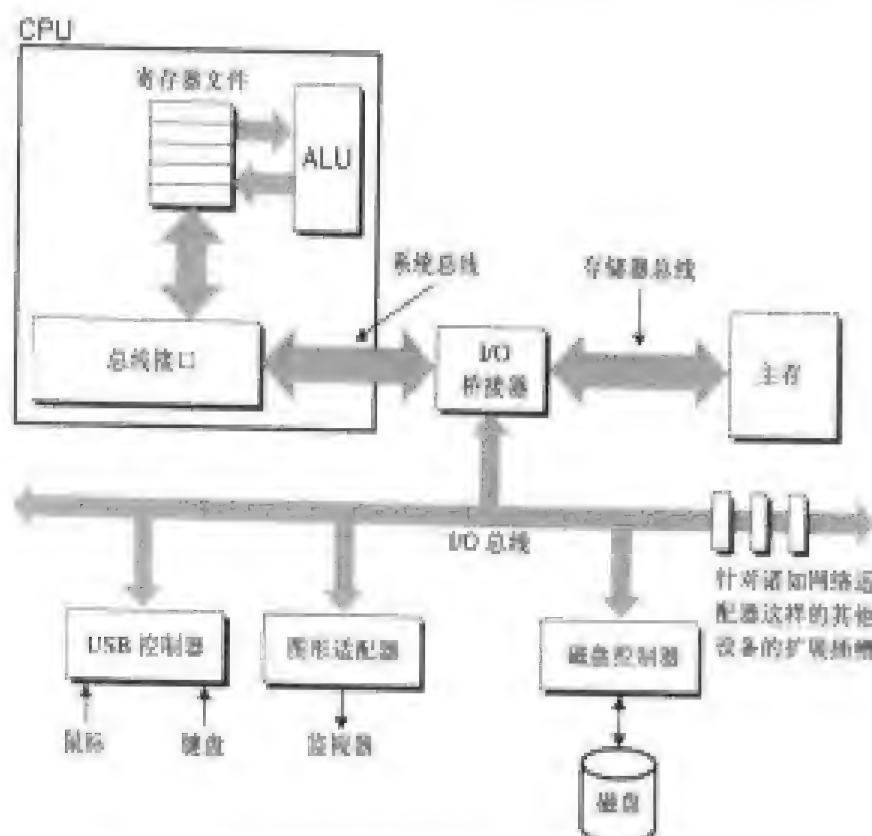 CPU
寄存器文件
ALU
系统总线
存储器总线
总线接口
I/O
桥接器
主存
I/O 总线
针对诸如网络适
配器这样的其他
设备的扩展插槽
USB 控制器
图形适配器
磁盘控制器
鼠标
键盘
监视器
磁盘